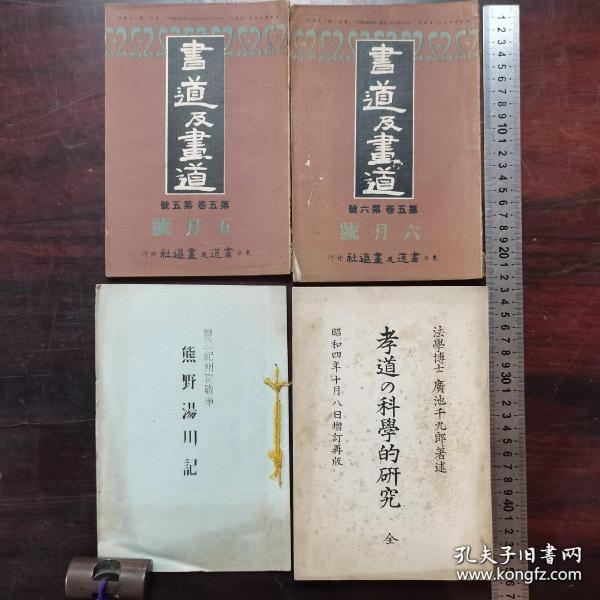 書道及畫道
號五第卷五第
號月五
東京 書道及畫道社 發行
書道及畫道
號六第卷五第
號月六
東京 書道及畫道社 發行
熊野湯川記
法學博士 廣池千九郎著述
孝道の科學的研究 全
昭和四年十月八日增訂再版
孔夫子旧书网
www.kongfz.com